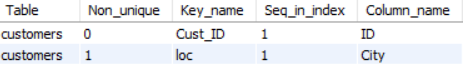 Table Non_unique Key_name Seq_in_index Column_name
customers 0 Cust_ID 1 ID
customers 1 loc 1 City